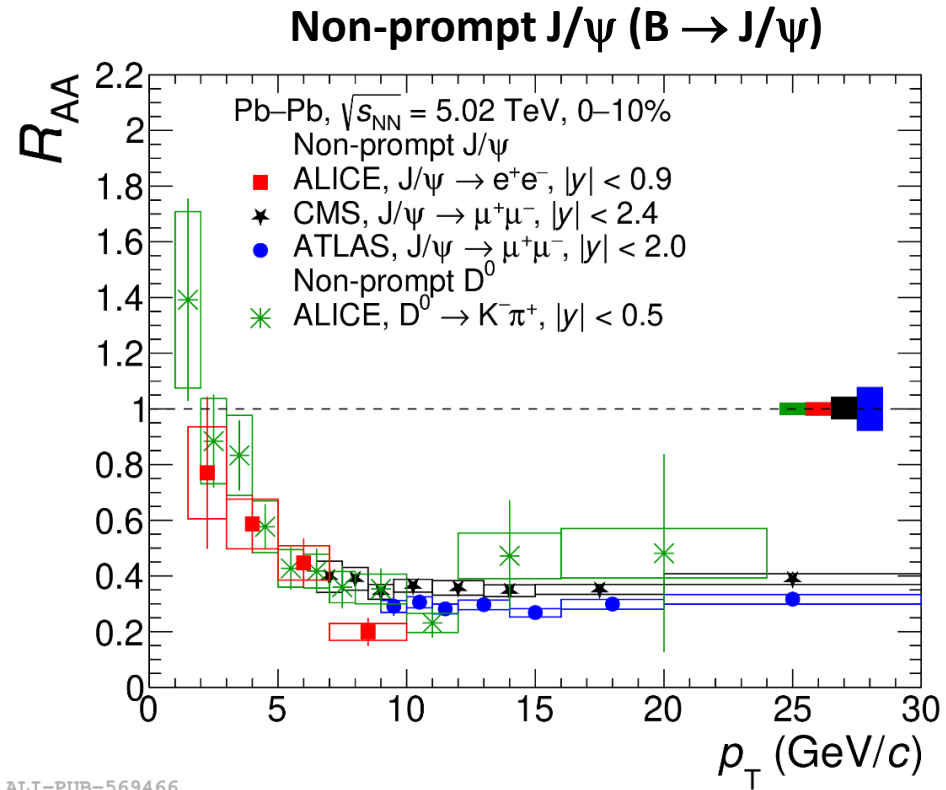 Non-prompt J/ψ (B → J/ψ)
R_AA
2.2
2
1.8
1.6
1.4
1.2
1
0.8
0.6
0.4
0.2
0
Pb–Pb, √s_NN = 5.02 TeV, 0–10%
Non-prompt J/ψ
ALICE, J/ψ → e⁺e⁻, |y| < 0.9
CMS, J/ψ → μ⁺μ⁻, |y| < 2.4
ATLAS, J/ψ → μ⁺μ⁻, |y| < 2.0
Non-prompt D⁰
ALICE, D⁰ → K⁻π⁺, |y| < 0.5
0 5 10 15 20 25 30
p_T (GeV/c)
ALI-PUB-569466